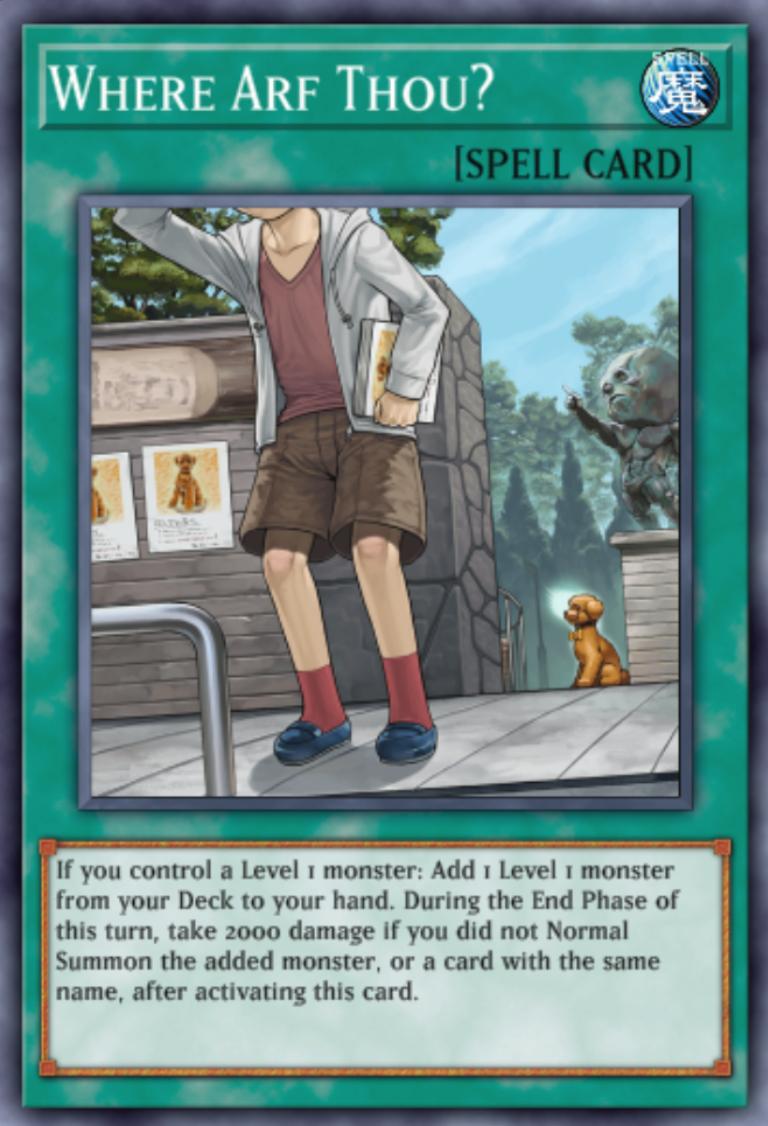 WHERE ARF THOU?
SPELL
魔
[SPELL CARD]
If you control a Level 1 monster: Add 1 Level 1 monster
from your Deck to your hand. During the End Phase of
this turn, take 2000 damage if you did not Normal
Summon the added monster, or a card with the same
name, after activating this card.